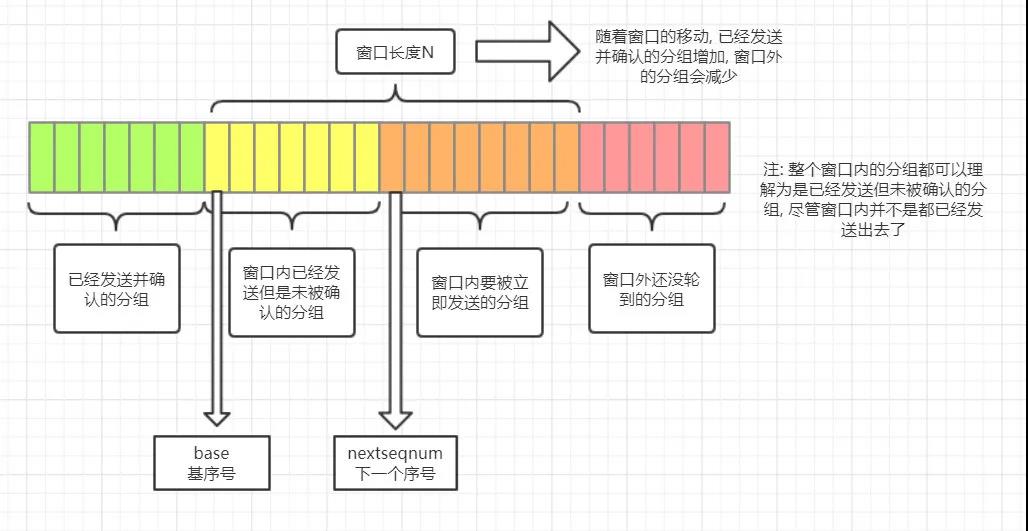 窗口长度N
随着窗口的移动, 已经发送
并确认的分组增加, 窗口外
的分组会减少
注: 整个窗口内的分组都可以理
解为是已经发送但未被确认的分
组, 尽管窗口内并不是都已经发
送出去了
已经发送并确
认的分组
窗口内已经发
送但是未被确
认的分组
窗口内要被立
即发送的分组
窗口外还没轮
到的分组
base
基序号
nextseqnum
下一个序号